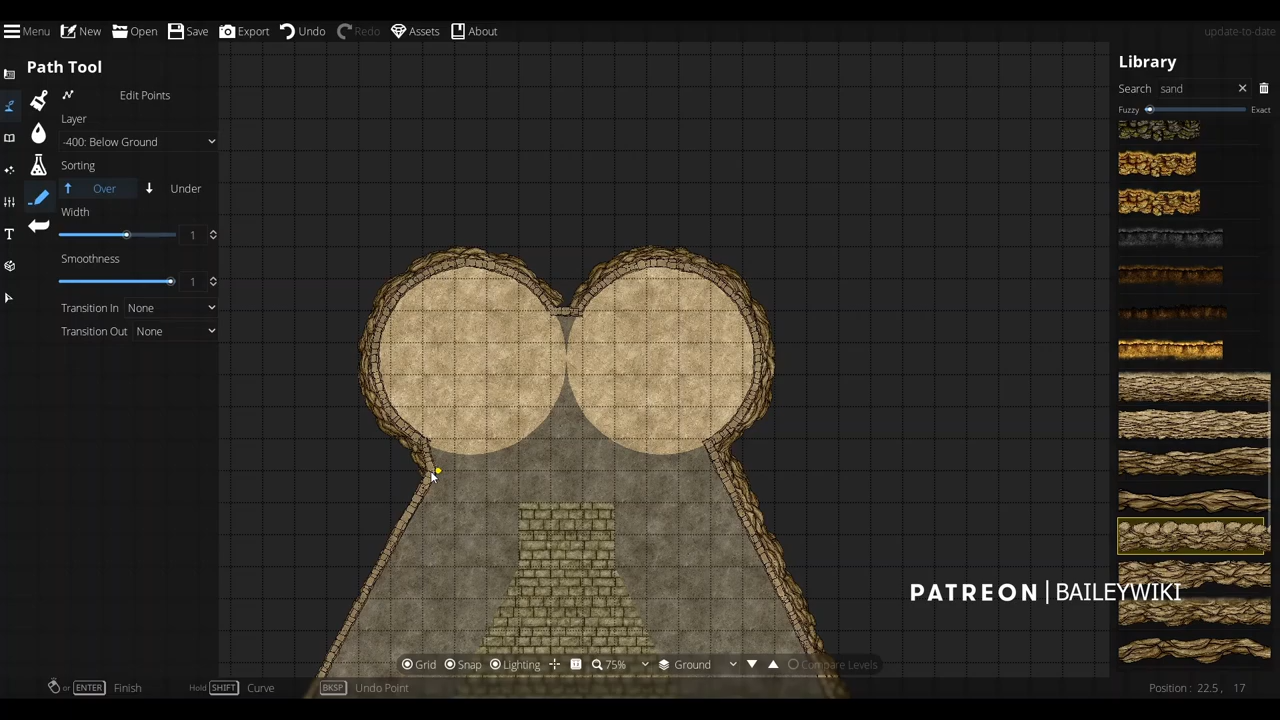 Menu New Open Save Export Undo Redo Assets About update-to-date
Path Tool
Edit Points
Layer
-400: Below Ground
Sorting
Over Under
Width
1
Smoothness
1
Transition In None
Transition Out None
Library
Search sand
Fuzzy Exact
PATREON | BAILEYWIKI
Grid Snap Lighting 75% Ground Compare Levels
or ENTER Finish Hold SHIFT Curve BKSP Undo Point Position : 22.5 , 17